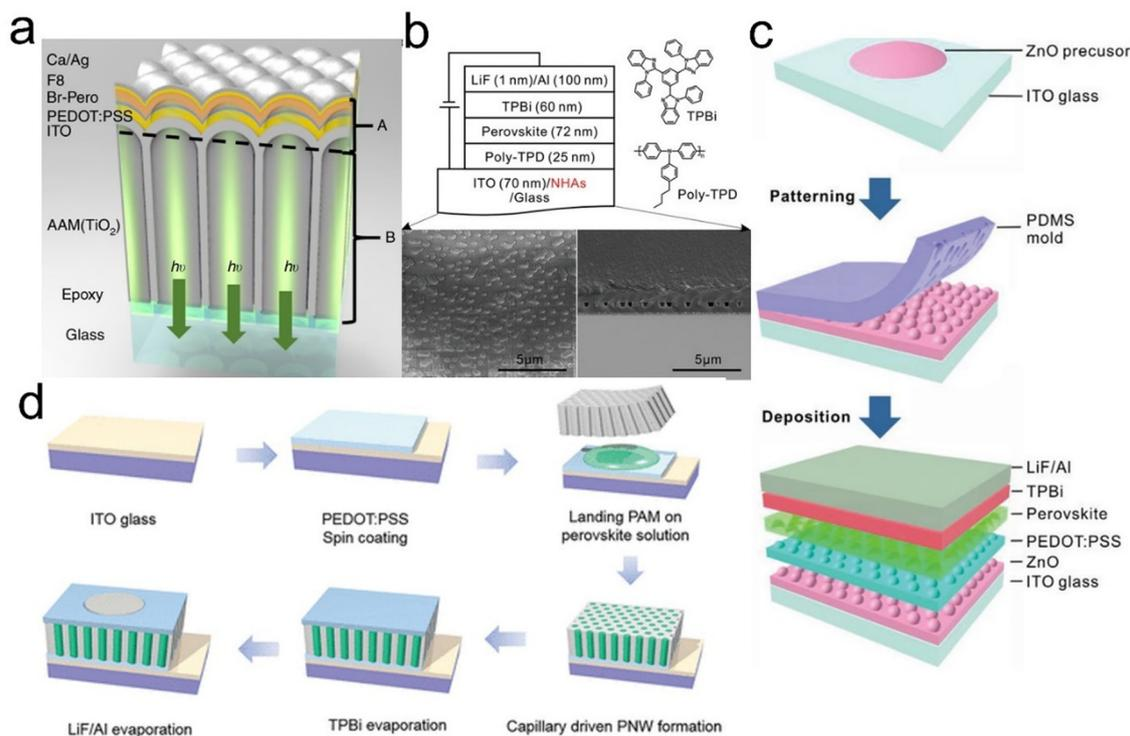 a
Ca/Ag
F8
Br-Pero
PEDOT:PSS
ITO
A
AAM(TiO2)
B
hυ
hυ
hυ
Epoxy
Glass
b
LiF (1 nm)/Al (100 nm)
TPBi (60 nm)
Perovskite (72 nm)
Poly-TPD (25 nm)
ITO (70 nm)/NHAs
/Glass
TPBi
Poly-TPD
5μm
5μm
c
ZnO precusor
ITO glass
Patterning
PDMS
mold
Deposition
LiF/Al
TPBi
Perovskite
PEDOT:PSS
ZnO
ITO glass
d
ITO glass
PEDOT:PSS
Spin coating
Landing PAM on
perovskite solution
LiF/Al evaporation
TPBi evaporation
Capillary driven PNW formation